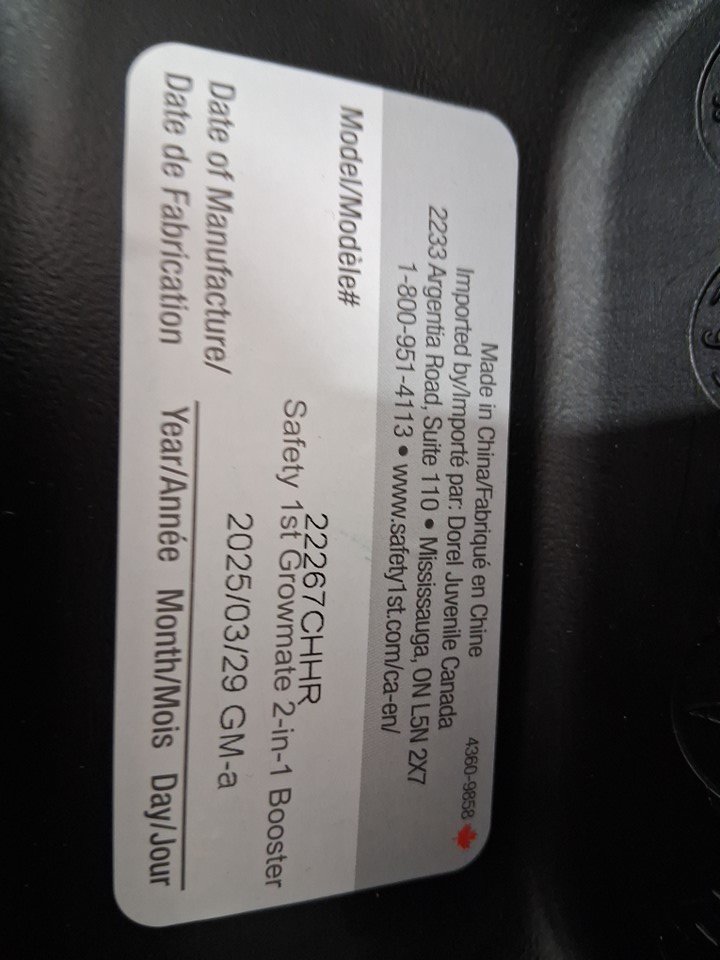 Made in China/Fabriqué en Chine
4360-9858
Imported by/Importé par: Dorel Juvenile Canada
2233 Argentia Road, Suite 110 • Mississauga, ON L5N 2X7
1-800-951-4113 • www.safety1st.com/ca-en/
Model/Modèle#
22267CHHR
Safety 1st Growmate 2-in-1 Booster
2025/03/29 GM-a
Date of Manufacture/
Date de Fabrication
Year/Année Month/Mois Day/Jour